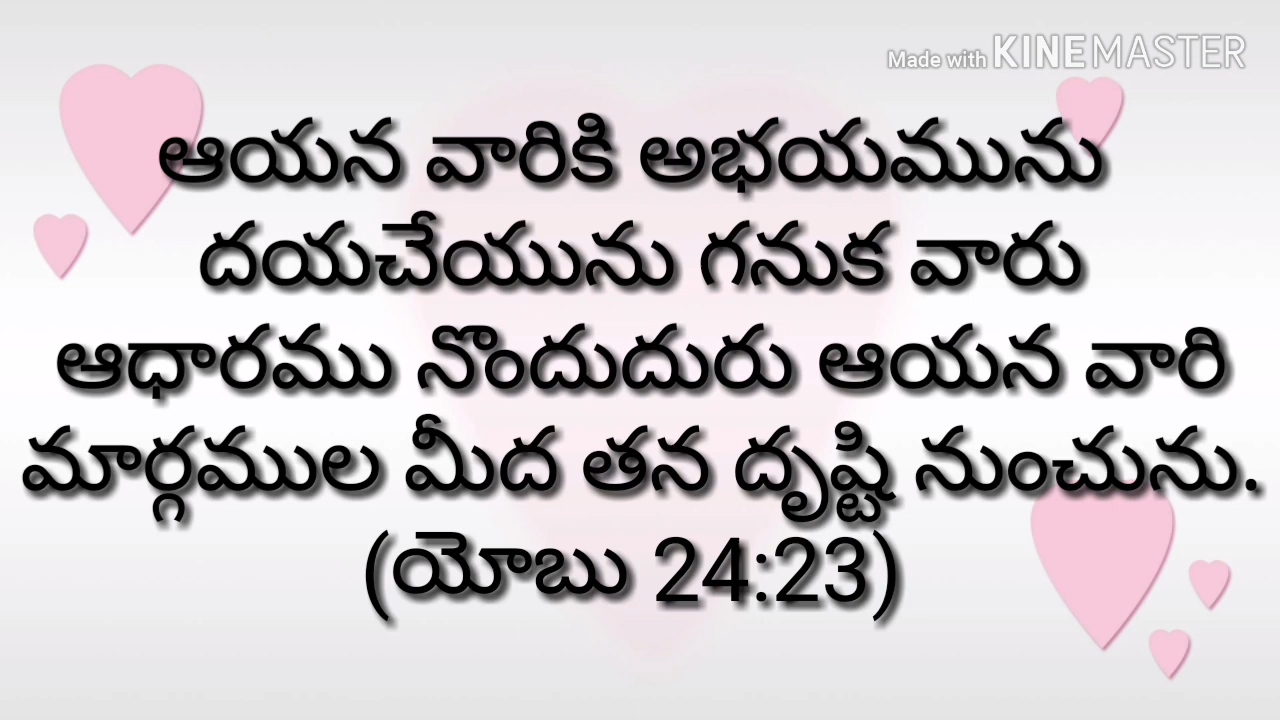 Made with KINEMASTER
ఆయన వారికి అభయమును
దయచేయును గనుక వారు
ఆధారము నొందుదురు ఆయన వారి
మార్గముల మీద తన దృష్టి నుంచును.
(యోబు 24:23)